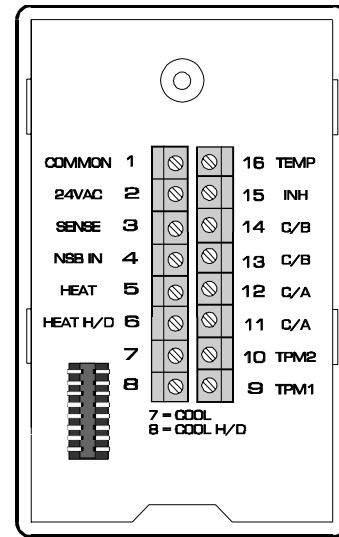 COMMON 1 16 TEMP
24VAC 2 15 INH
SENSE 3 14 C/B
NSB IN 4 13 C/B
HEAT 5 12 C/A
HEAT H/D 6 11 C/A
7 10 TPM2
8 9 TPM1
7 = COOL
8 = COOL H/D